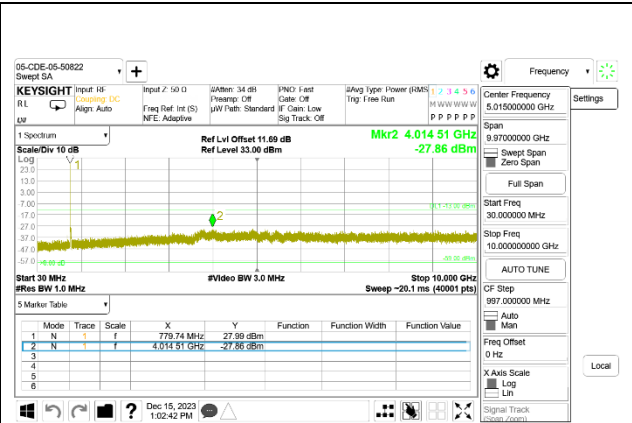 05-CDE-05-50822
Swept SA
Frequency
KEYSIGHT
RL
Input: RF
Coupling: DC
Align: Auto
Input Z: 50 Ω
Freq Ref: Int (S)
NFE: Adaptive
#Atten: 34 dB
Preamp: Off
µW Path: Standard
PNO: Fast
Gate: Off
IF Gain: Low
Sig Track: Off
#Avg Type: Power (RMS
Trig: Free Run
1 2 3 4 5 6
M W W W W W
P P P P P P
Center Frequency
5.015000000 GHz
Settings
Span
9.97000000 GHz
Swept Span
Zero Span
Full Span
Start Freq
30.000000 MHz
Stop Freq
10.000000000 GHz
AUTO TUNE
CF Step
997.000000 MHz
Auto
Man
Freq Offset
0 Hz
X Axis Scale
Log
Lin
Signal Track
(Span Zoom)
Local
1 Spectrum
Scale/Div 10 dB
Log
Ref Lvl Offset 11.69 dB
Ref Level 33.00 dBm
Mkr2 4.014 51 GHz
-27.86 dBm
23.0
13.0
3.00
-7.00
-17.0
-27.0
-37.0
-47.0
-57.0
1
2
Start 30 MHz
#Res BW 1.0 MHz
#Video BW 3.0 MHz
Stop 10.000 GHz
Sweep ~20.1 ms (40001 pts)
5 Marker Table
Mode Trace Scale X Y Function Function Width Function Value
1 N 1 f 779.74 MHz 27.99 dBm
2 N 1 f 4.014 51 GHz -27.86 dBm
3
4
5
6
?
Dec 15, 2023
1:02:42 PM